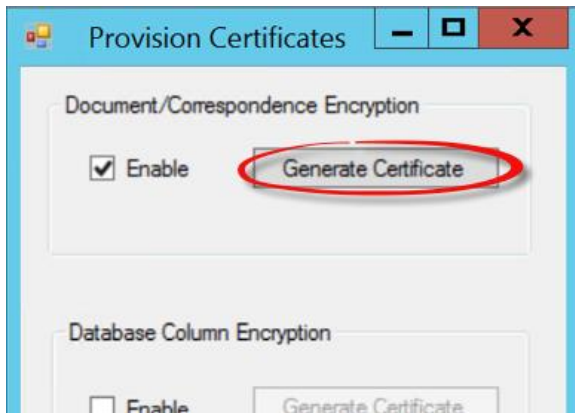 Provision Certificates
Document/Correspondence Encryption
Enable Generate Certificate
Database Column Encryption
Enable Generate Certificate